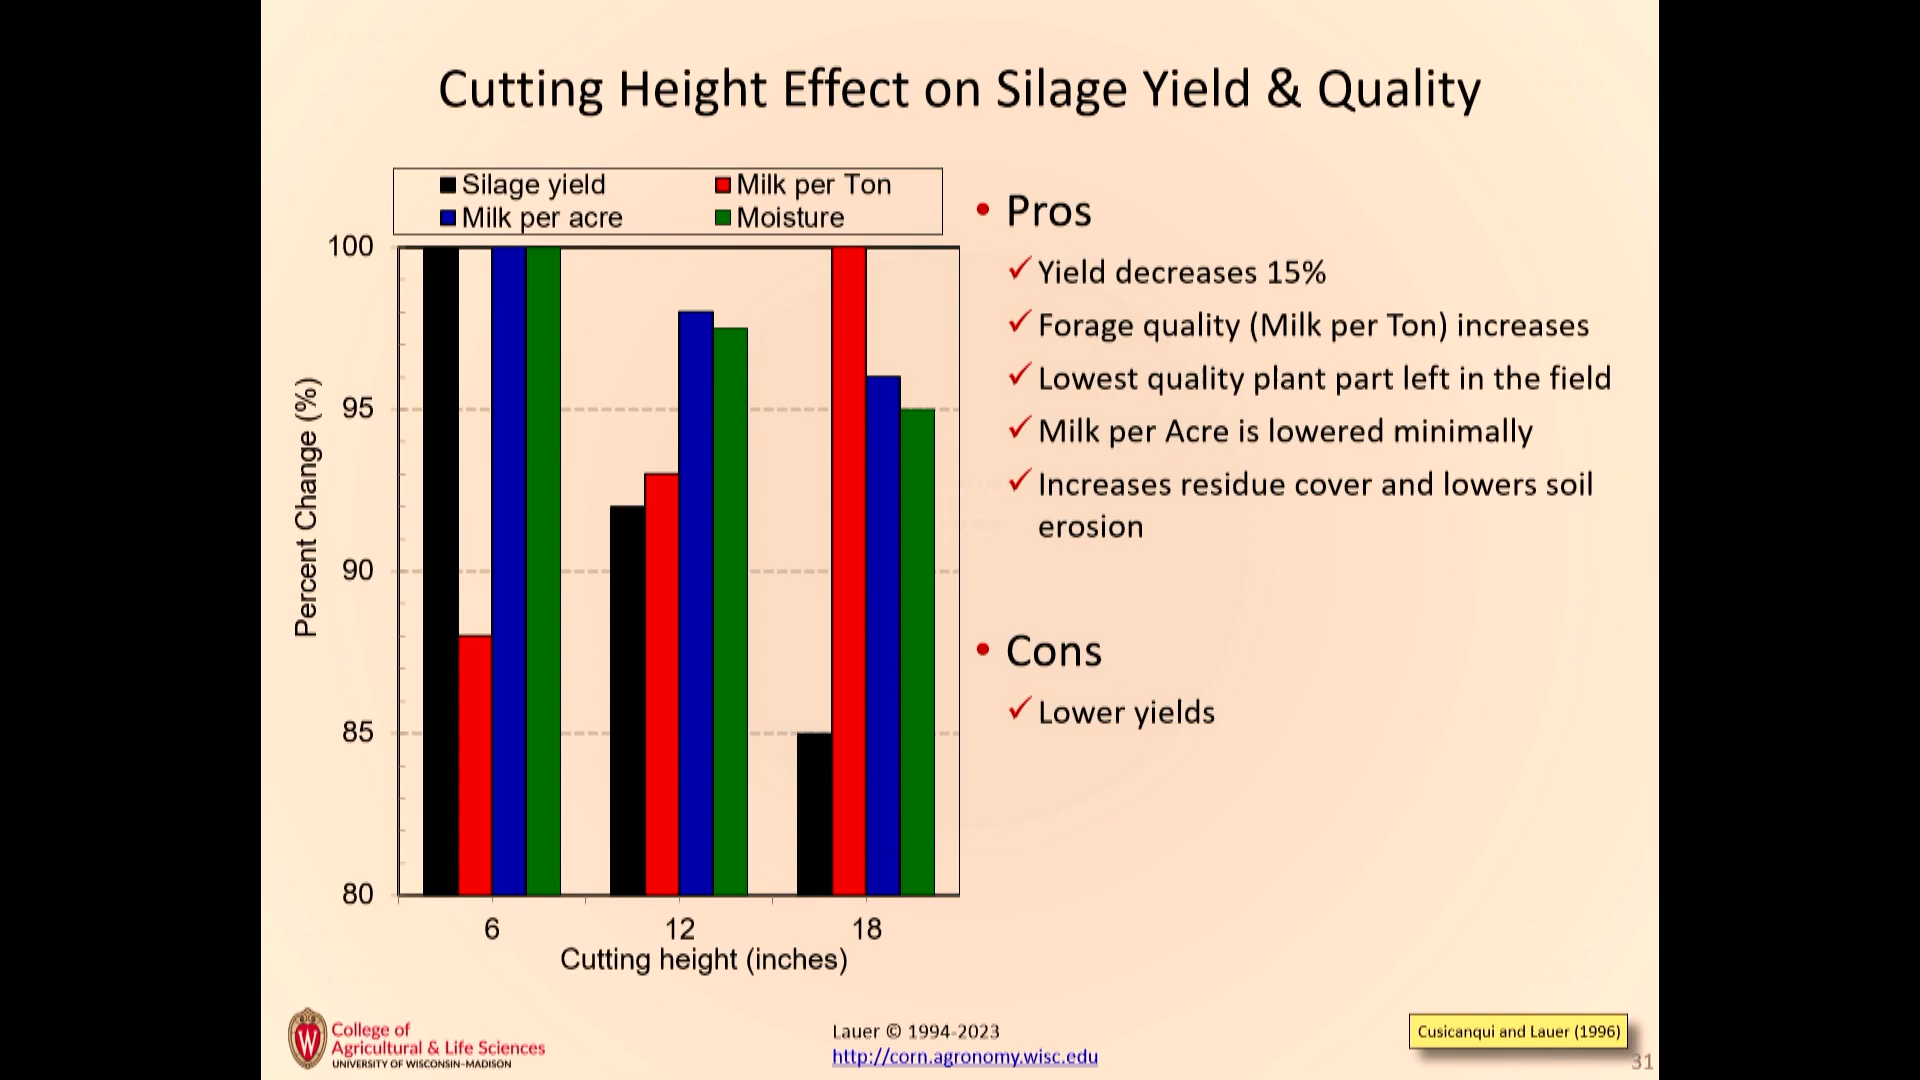 Cutting Height Effect on Silage Yield & Quality
Silage yield
Milk per Ton
Milk per acre
Moisture
Percent Change (%)
100
95
90
85
80
6
12
18
Cutting height (inches)
• Pros
✓ Yield decreases 15%
✓ Forage quality (Milk per Ton) increases
✓ Lowest quality plant part left in the field
✓ Milk per Acre is lowered minimally
✓ Increases residue cover and lowers soil
erosion
• Cons
✓ Lower yields
W
College of
Agricultural & Life Sciences
UNIVERSITY OF WISCONSIN-MADISON
Lauer © 1994-2023
http://corn.agronomy.wisc.edu
Cusicanqui and Lauer (1996)
31